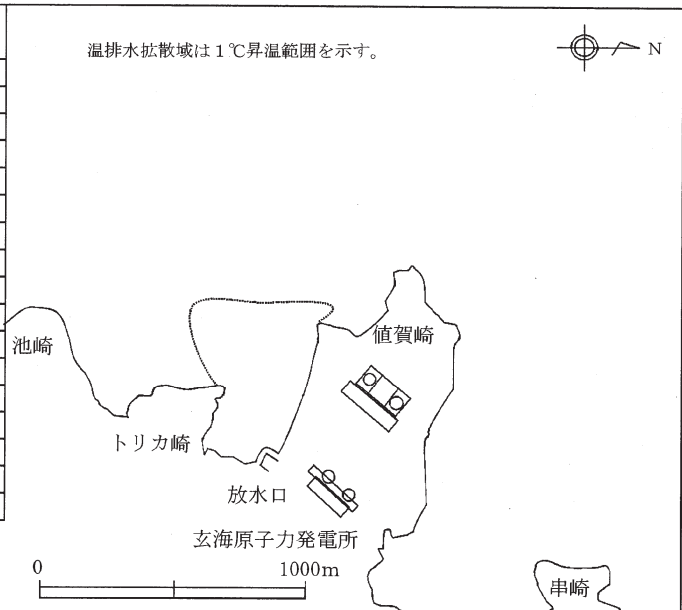 温排水拡散域は1℃昇温範囲を示す。
N
池崎
値賀崎
トリカ崎
放水口
玄海原子力発電所
0
1000m
串崎